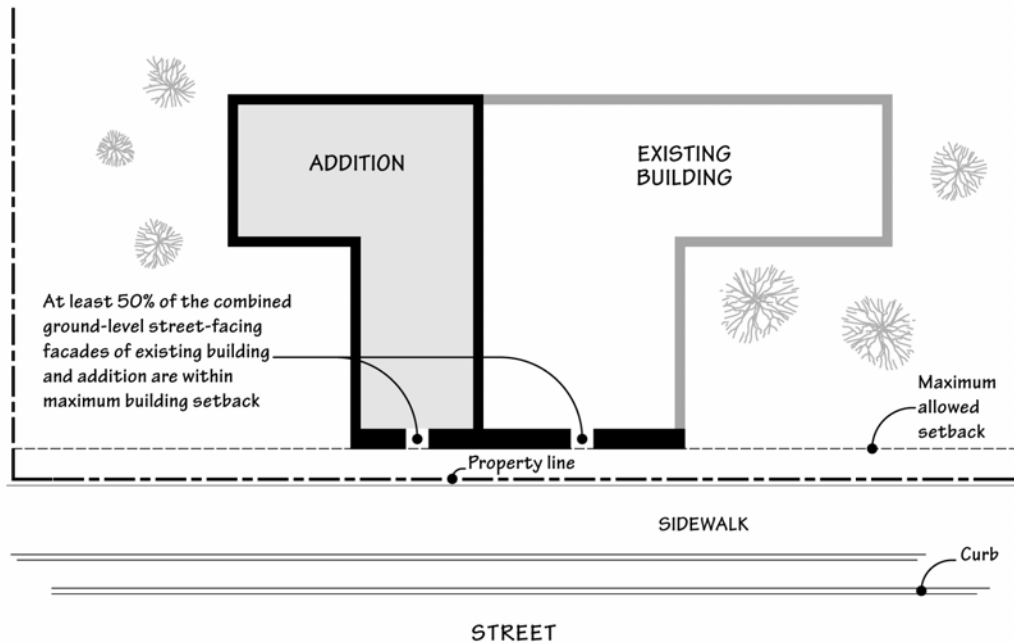 ADDITION
EXISTING
BUILDING
At least 50% of the combined
ground-level street-facing
facades of existing building
and addition are within
maximum building setback
Maximum
allowed
setback
Property line
SIDEWALK
Curb
STREET